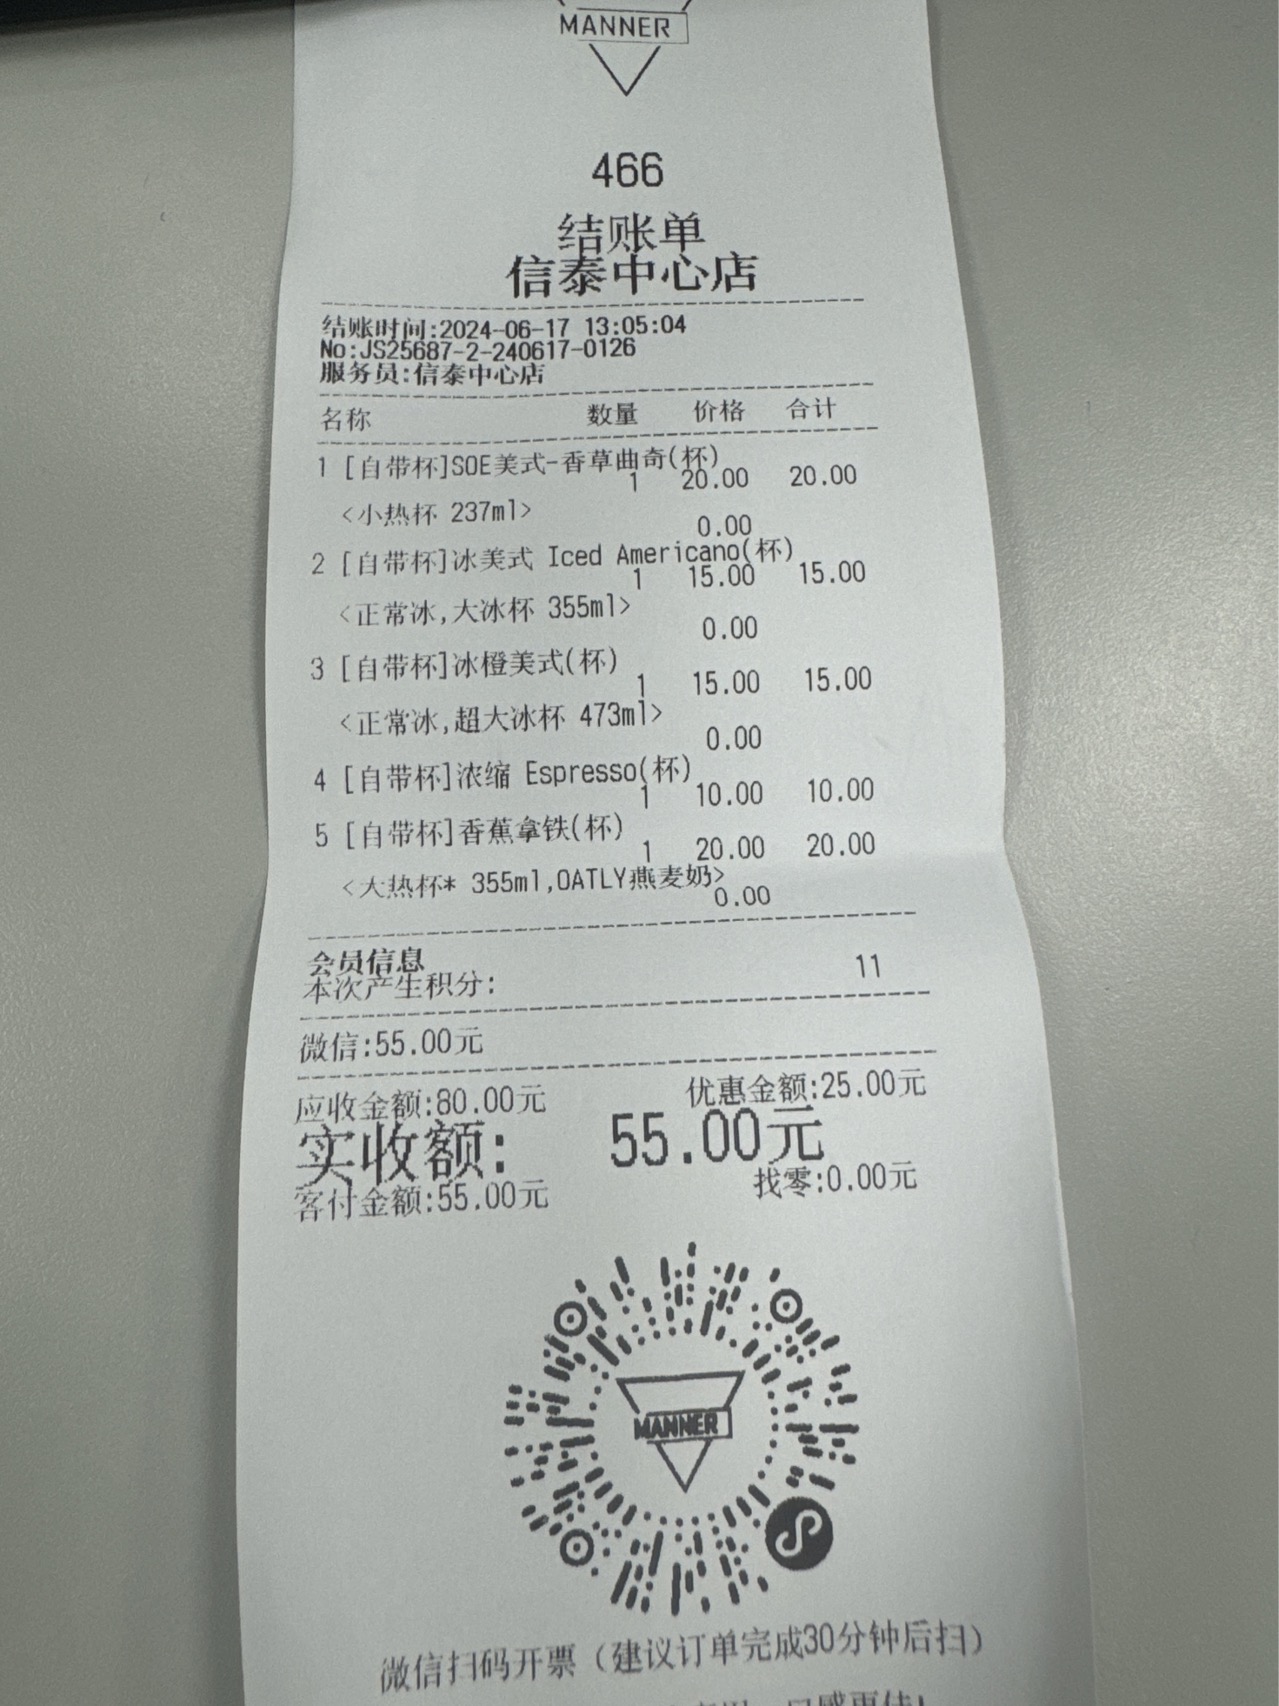 MANNER
466
结账单
信泰中心店
结账时间:2024-06-17 13:05:04
No:JS25687-2-240617-0126
服务员:信泰中心店
名称 数量 价格 合计
1 [自带杯]SOE美式-香草曲奇(杯)
1 20.00 20.00
<小热杯 237ml>
0.00
2 [自带杯]冰美式 Iced Americano(杯)
1 15.00 15.00
<正常冰,大冰杯 355ml>
0.00
3 [自带杯]冰橙美式(杯)
1 15.00 15.00
<正常冰,超大冰杯 473ml>
0.00
4 [自带杯]浓缩 Espresso(杯)
1 10.00 10.00
5 [自带杯]香蕉拿铁(杯)
1 20.00 20.00
<大热杯* 355ml,OATLY燕麦奶>
0.00
会员信息
本次产生积分: 11
微信:55.00元
应收金额:80.00元 优惠金额:25.00元
实收额: 55.00元
客付金额:55.00元 找零:0.00元
MANNER
微信扫码开票（建议订单完成30分钟后扫）
口感更佳!